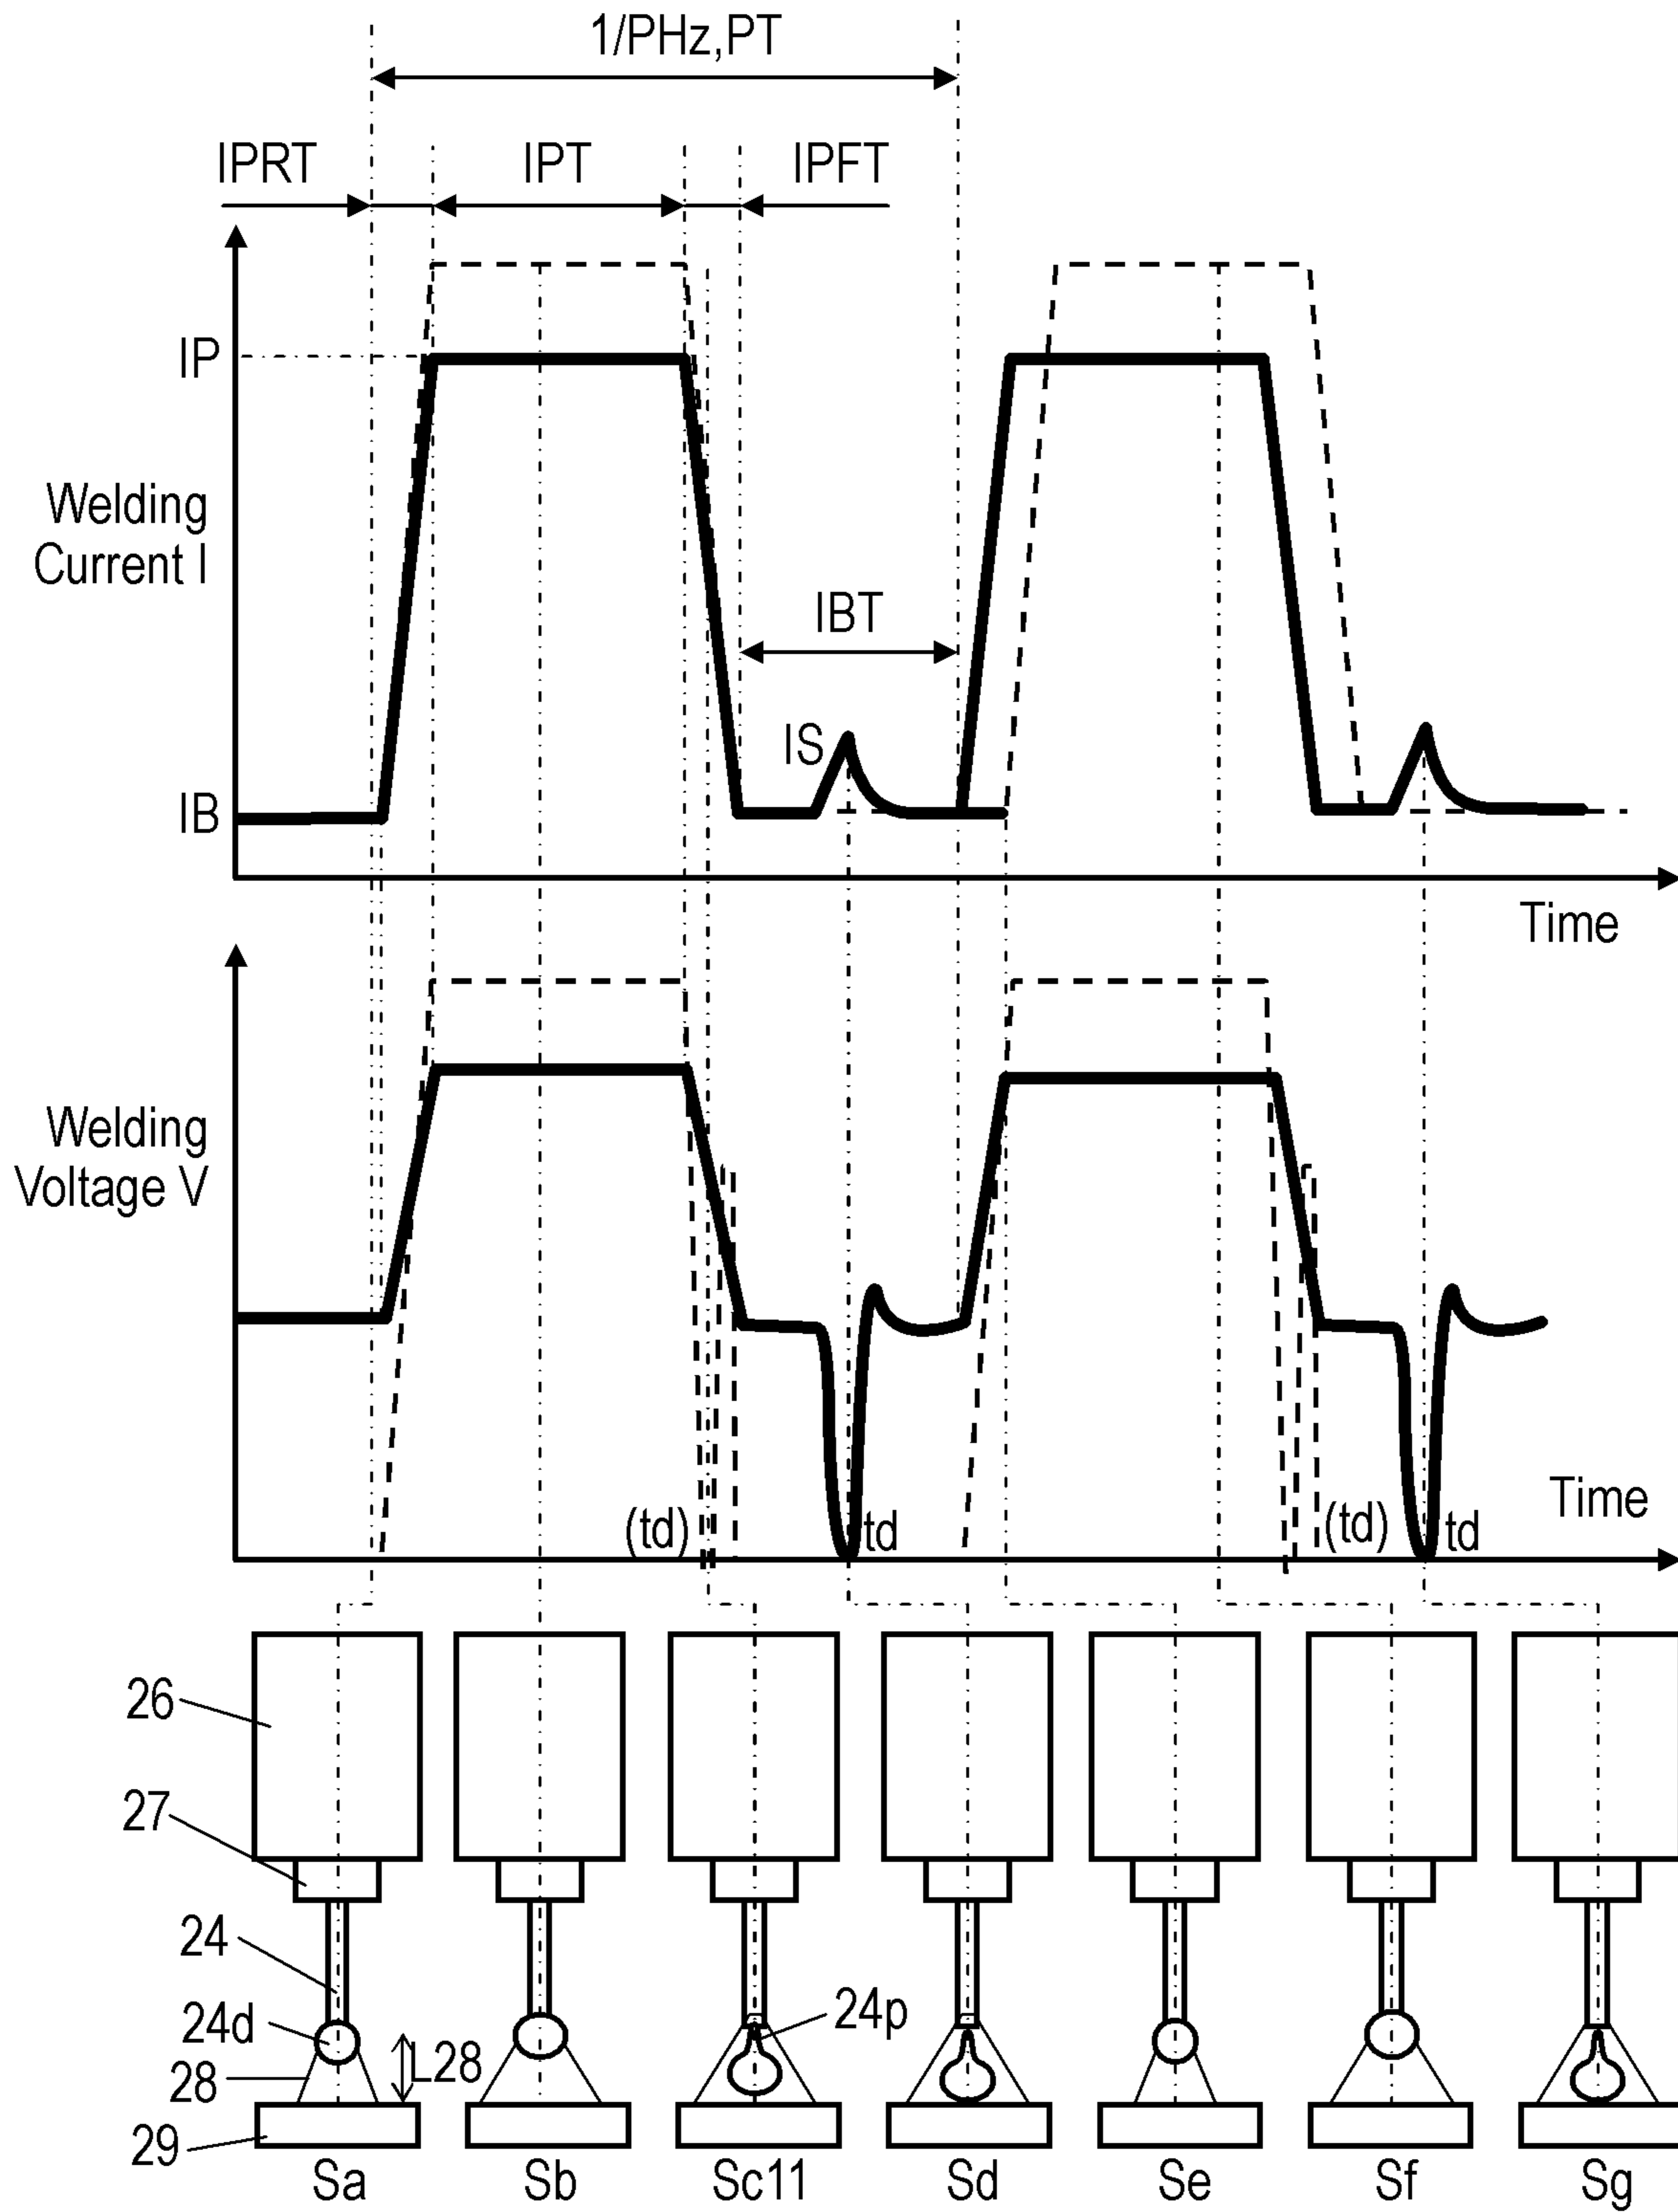 1/PHz,PT
IPRT
IPT
IPFT
IP
Welding
Current I
IBT
IS
IB
Time
Welding
Voltage V
(td)
td
(td)
td
Time
26
27
24
24d
24p
L28
28
29
Sa
Sb
Sc11
Sd
Se
Sf
Sg